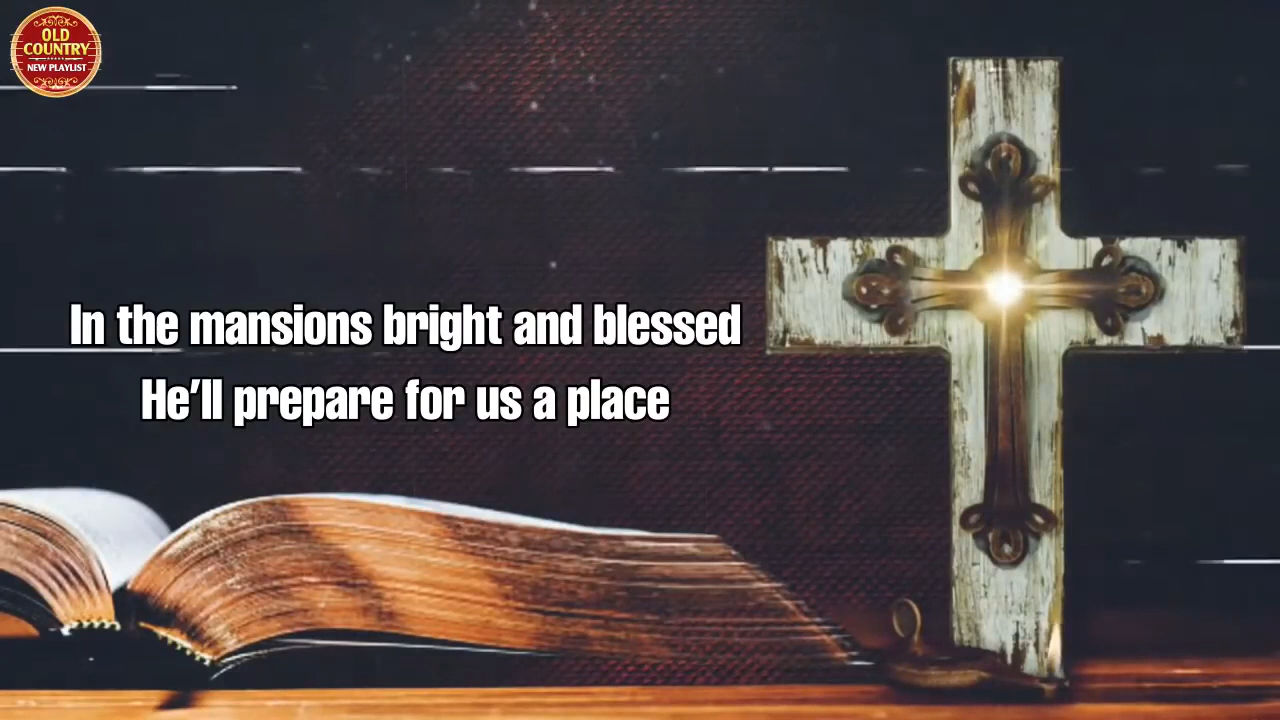 OLD
COUNTRY
NEW PLAYLIST
In the mansions bright and blessed
He'll prepare for us a place